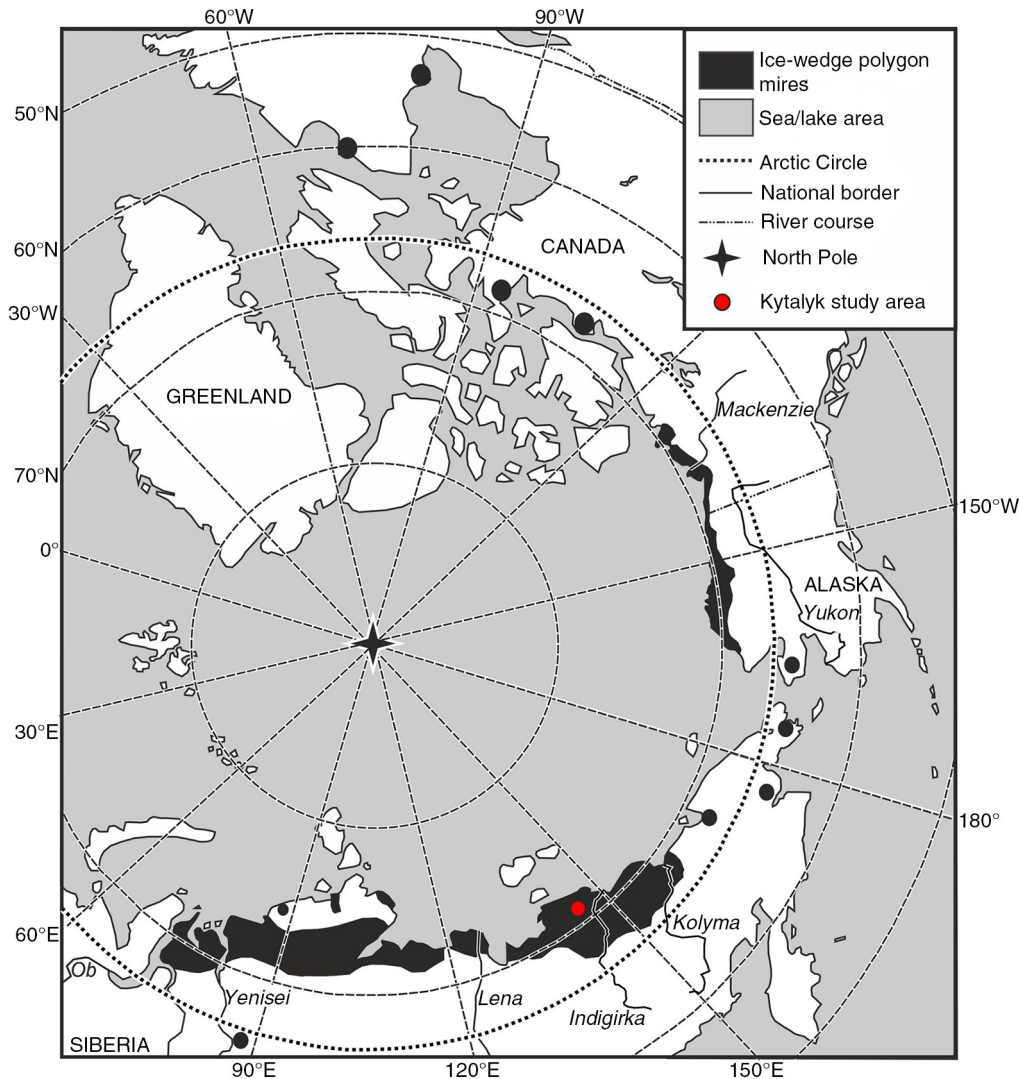 60°W
90°W
Ice-wedge polygon
mires
Sea/lake area
Arctic Circle
National border
River course
North Pole
Kytalyk study area
50°N
60°N
30°W
CANADA
GREENLAND
Mackenzie
70°N
150°W
0°
ALASKA
Yukon
30°E
180°
60°E
Kolyma
Ob
Yenisei
Lena
Indigirka
SIBERIA
90°E
120°E
150°E